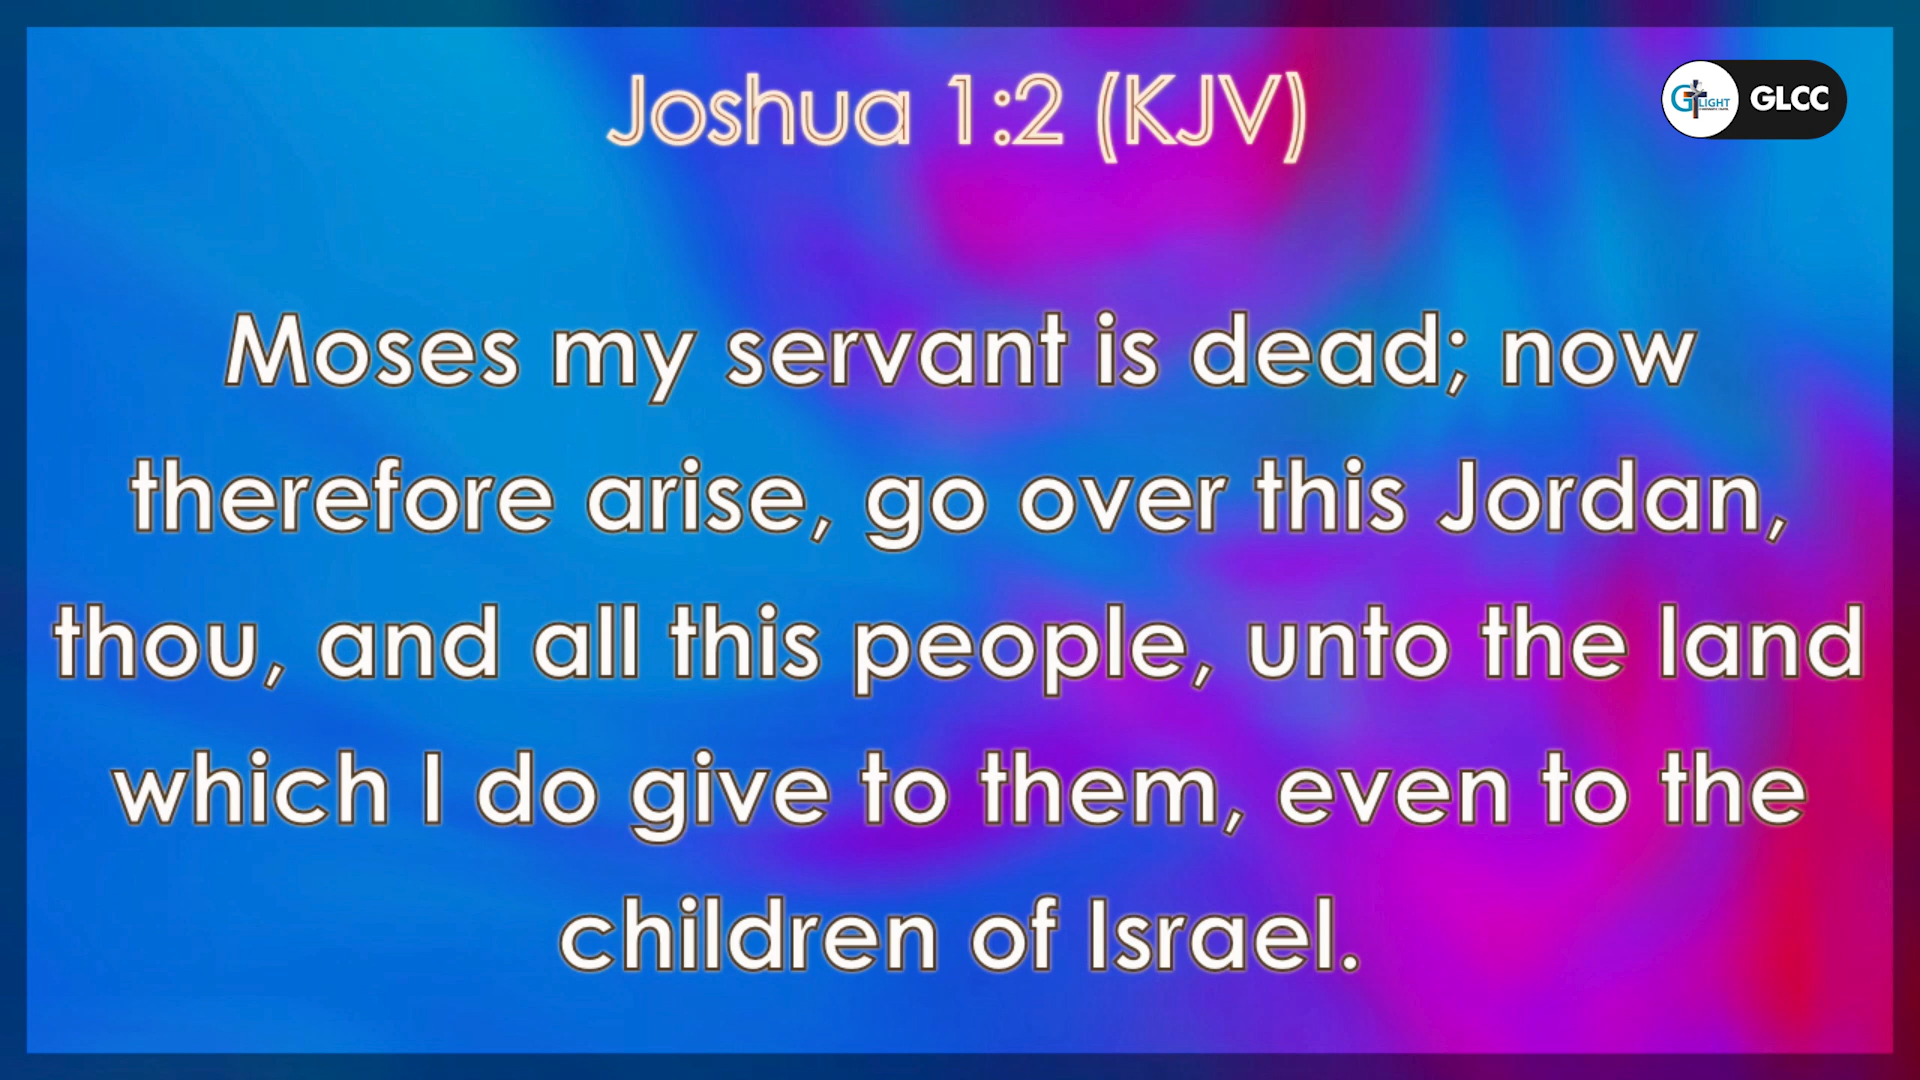 Joshua 1:2 (KJV)
GLIGHT
GLCC
Moses my servant is dead; now
therefore arise, go over this Jordan,
thou, and all this people, unto the land
which I do give to them, even to the
children of Israel.